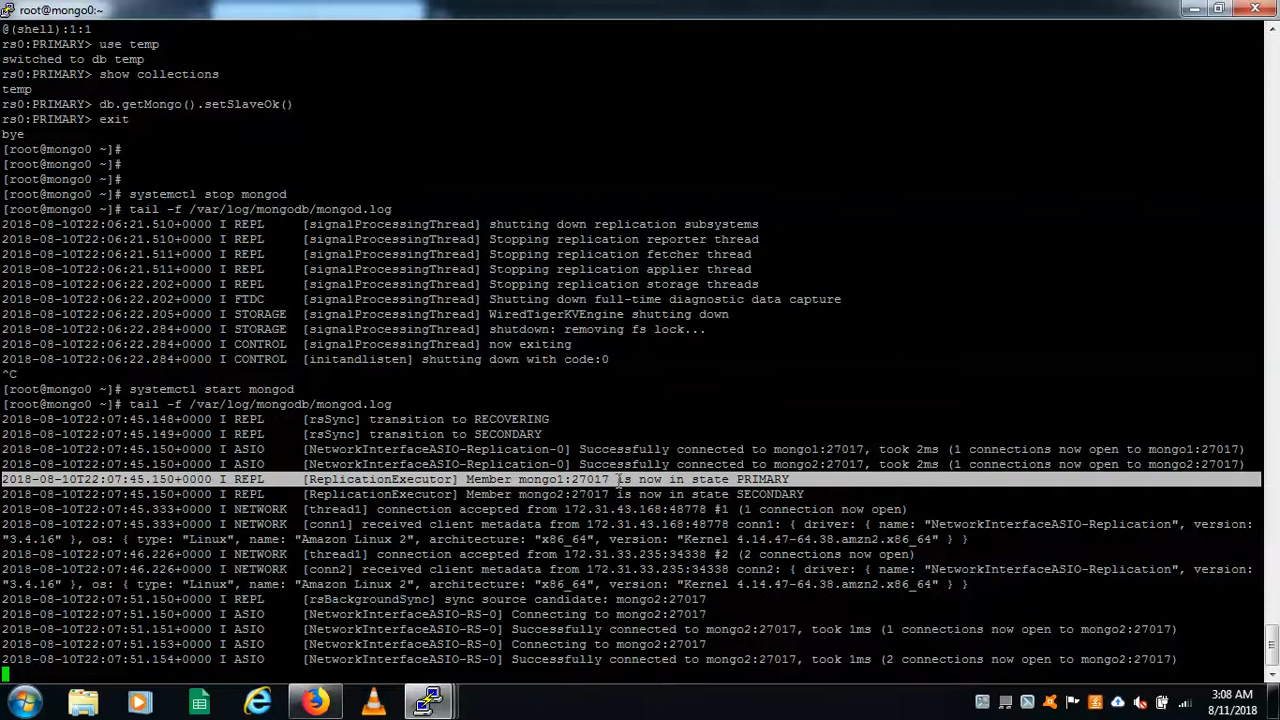 root@mongo0:~
@(shell):1:1
rs0:PRIMARY> use temp
switched to db temp
rs0:PRIMARY> show collections
temp
rs0:PRIMARY> db.getMongo().setSlaveOk()
rs0:PRIMARY> exit
bye
[root@mongo0 ~]#
[root@mongo0 ~]#
[root@mongo0 ~]#
[root@mongo0 ~]# systemctl stop mongod
[root@mongo0 ~]# tail -f /var/log/mongodb/mongod.log
2018-08-10T22:06:21.510+0000 I REPL     [signalProcessingThread] shutting down replication subsystems
2018-08-10T22:06:21.510+0000 I REPL     [signalProcessingThread] Stopping replication reporter thread
2018-08-10T22:06:21.511+0000 I REPL     [signalProcessingThread] Stopping replication fetcher thread
2018-08-10T22:06:21.511+0000 I REPL     [signalProcessingThread] Stopping replication applier thread
2018-08-10T22:06:22.202+0000 I REPL     [signalProcessingThread] Stopping replication storage threads
2018-08-10T22:06:22.202+0000 I FTDC     [signalProcessingThread] Shutting down full-time diagnostic data capture
2018-08-10T22:06:22.205+0000 I STORAGE  [signalProcessingThread] WiredTigerKVEngine shutting down
2018-08-10T22:06:22.284+0000 I STORAGE  [signalProcessingThread] shutdown: removing fs lock...
2018-08-10T22:06:22.284+0000 I CONTROL  [signalProcessingThread] now exiting
2018-08-10T22:06:22.284+0000 I CONTROL  [initandlisten] shutting down with code:0
^C
[root@mongo0 ~]# systemctl start mongod
[root@mongo0 ~]# tail -f /var/log/mongodb/mongod.log
2018-08-10T22:07:45.148+0000 I REPL     [rsSync] transition to RECOVERING
2018-08-10T22:07:45.149+0000 I REPL     [rsSync] transition to SECONDARY
2018-08-10T22:07:45.150+0000 I ASIO     [NetworkInterfaceASIO-Replication-0] Successfully connected to mongo1:27017, took 2ms (1 connections now open to mongo1:27017)
2018-08-10T22:07:45.150+0000 I ASIO     [NetworkInterfaceASIO-Replication-0] Successfully connected to mongo2:27017, took 2ms (1 connections now open to mongo2:27017)
2018-08-10T22:07:45.150+0000 I REPL     [ReplicationExecutor] Member mongo1:27017 is now in state PRIMARY
2018-08-10T22:07:45.150+0000 I REPL     [ReplicationExecutor] Member mongo2:27017 is now in state SECONDARY
2018-08-10T22:07:45.333+0000 I NETWORK  [thread1] connection accepted from 172.31.43.168:48778 #1 (1 connection now open)
2018-08-10T22:07:45.333+0000 I NETWORK  [conn1] received client metadata from 172.31.43.168:48778 conn1: { driver: { name: "NetworkInterfaceASIO-Replication", version:
"3.4.16" }, os: { type: "Linux", name: "Amazon Linux 2", architecture: "x86_64", version: "Kernel 4.14.47-64.38.amzn2.x86_64" } }
2018-08-10T22:07:46.226+0000 I NETWORK  [thread1] connection accepted from 172.31.33.235:34338 #2 (2 connections now open)
2018-08-10T22:07:46.226+0000 I NETWORK  [conn2] received client metadata from 172.31.33.235:34338 conn2: { driver: { name: "NetworkInterfaceASIO-Replication", version:
"3.4.16" }, os: { type: "Linux", name: "Amazon Linux 2", architecture: "x86_64", version: "Kernel 4.14.47-64.38.amzn2.x86_64" } }
2018-08-10T22:07:51.150+0000 I REPL     [rsBackgroundSync] sync source candidate: mongo2:27017
2018-08-10T22:07:51.150+0000 I ASIO     [NetworkInterfaceASIO-RS-0] Connecting to mongo2:27017
2018-08-10T22:07:51.151+0000 I ASIO     [NetworkInterfaceASIO-RS-0] Successfully connected to mongo2:27017, took 1ms (1 connections now open to mongo2:27017)
2018-08-10T22:07:51.153+0000 I ASIO     [NetworkInterfaceASIO-RS-0] Connecting to mongo2:27017
2018-08-10T22:07:51.154+0000 I ASIO     [NetworkInterfaceASIO-RS-0] Successfully connected to mongo2:27017, took 1ms (2 connections now open to mongo2:27017)
3:08 AM
8/11/2018